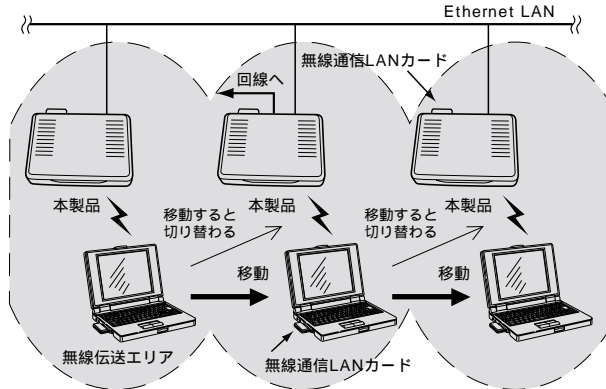 Ethernet LAN
無線通信LANカード
回線へ
本製品
移動すると
切り替わる
本製品
移動すると
切り替わる
本製品
移動
移動
無線伝送エリア
無線通信LANカード